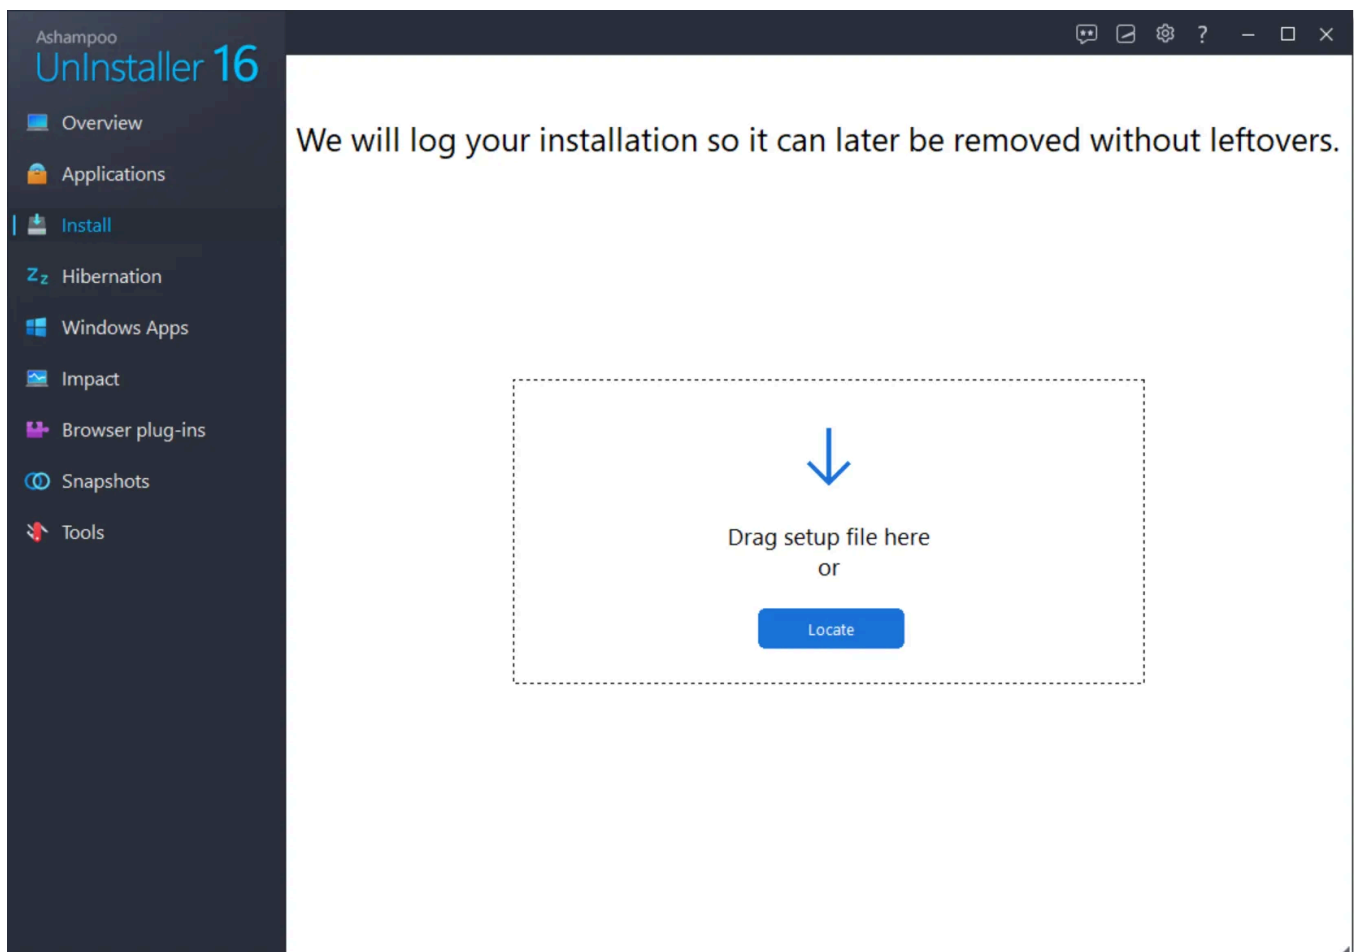 Ashampoo
UnInstaller 16
Overview
Applications
Install
Hibernation
Windows Apps
Impact
Browser plug-ins
Snapshots
Tools
?
We will log your installation so it can later be removed without leftovers.
Drag setup file here
or
Locate